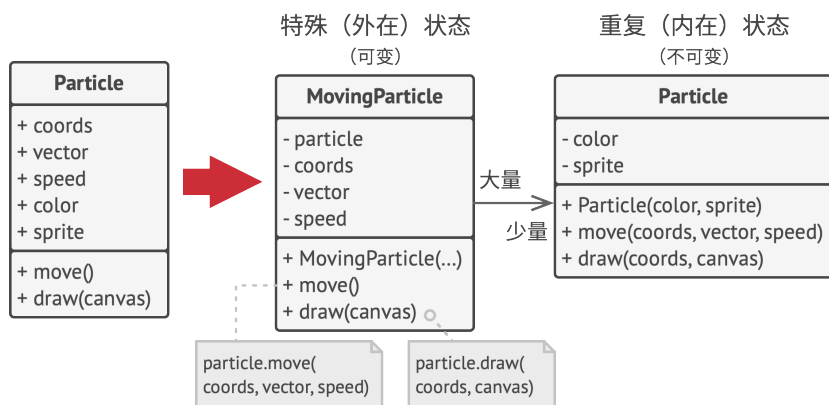 特殊（外在）状态
（可变）
重复（内在）状态
（不可变）
Particle
+ coords
+ vector
+ speed
+ color
+ sprite
+ move()
+ draw(canvas)
MovingParticle
- particle
- coords
- vector
- speed
+ MovingParticle(...)
+ move()
+ draw(canvas)
大量
少量
Particle
- color
- sprite
+ Particle(color, sprite)
+ move(coords, vector, speed)
+ draw(coords, canvas)
particle.move(
coords, vector, speed)
particle.draw(
coords, canvas)